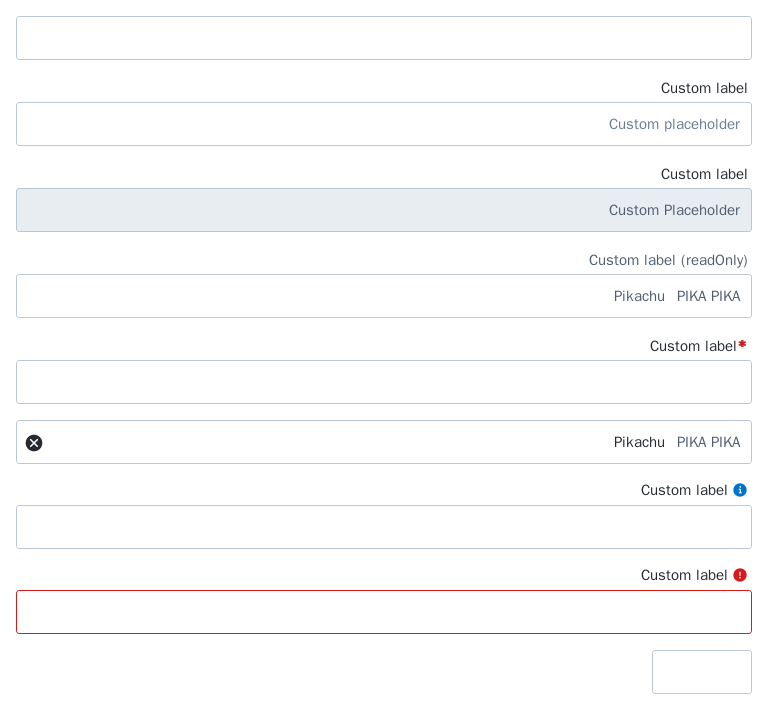 Custom label
Custom placeholder
Custom label
Custom Placeholder
Custom label (readOnly)
Pikachu PIKA PIKA
Custom label*
Pikachu PIKA PIKA
Custom label
Custom label